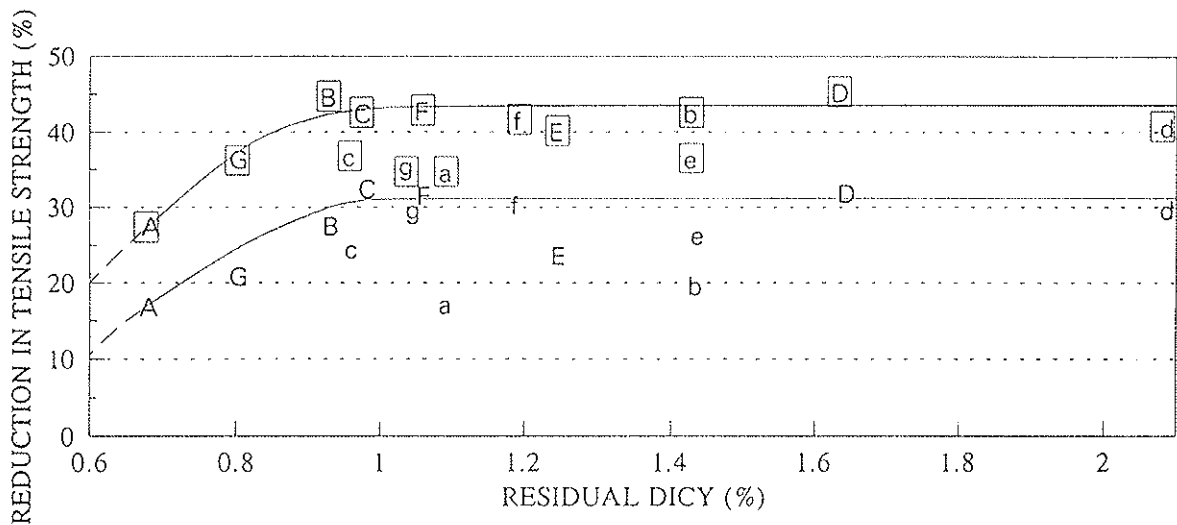 REDUCTION IN TENSILE STRENGTH (%)
50
B D
C F b
40 f E d
G c e
g a
C F D
30 f
g d
A B
c E e
20 G b
A a
10
0
0.6 0.8 1 1.2 1.4 1.6 1.8 2
RESIDUAL DICY (%)